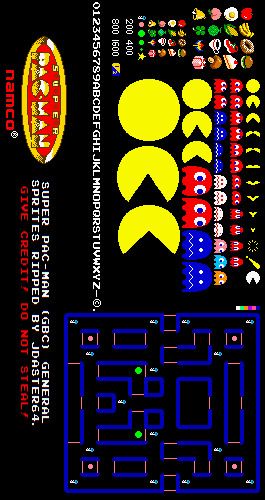 0123456789ABCDEFGHIJKLMNOPQRSTUVWXYZ-©.
200 400
800 1600
SUPER
PAC-MAN
namco©
SUPER PAC-MAN (GBC) GENERAL
SPRITES RIPPED BY JDASTER64.
GIVE CREDIT! DO NOT STEAL!